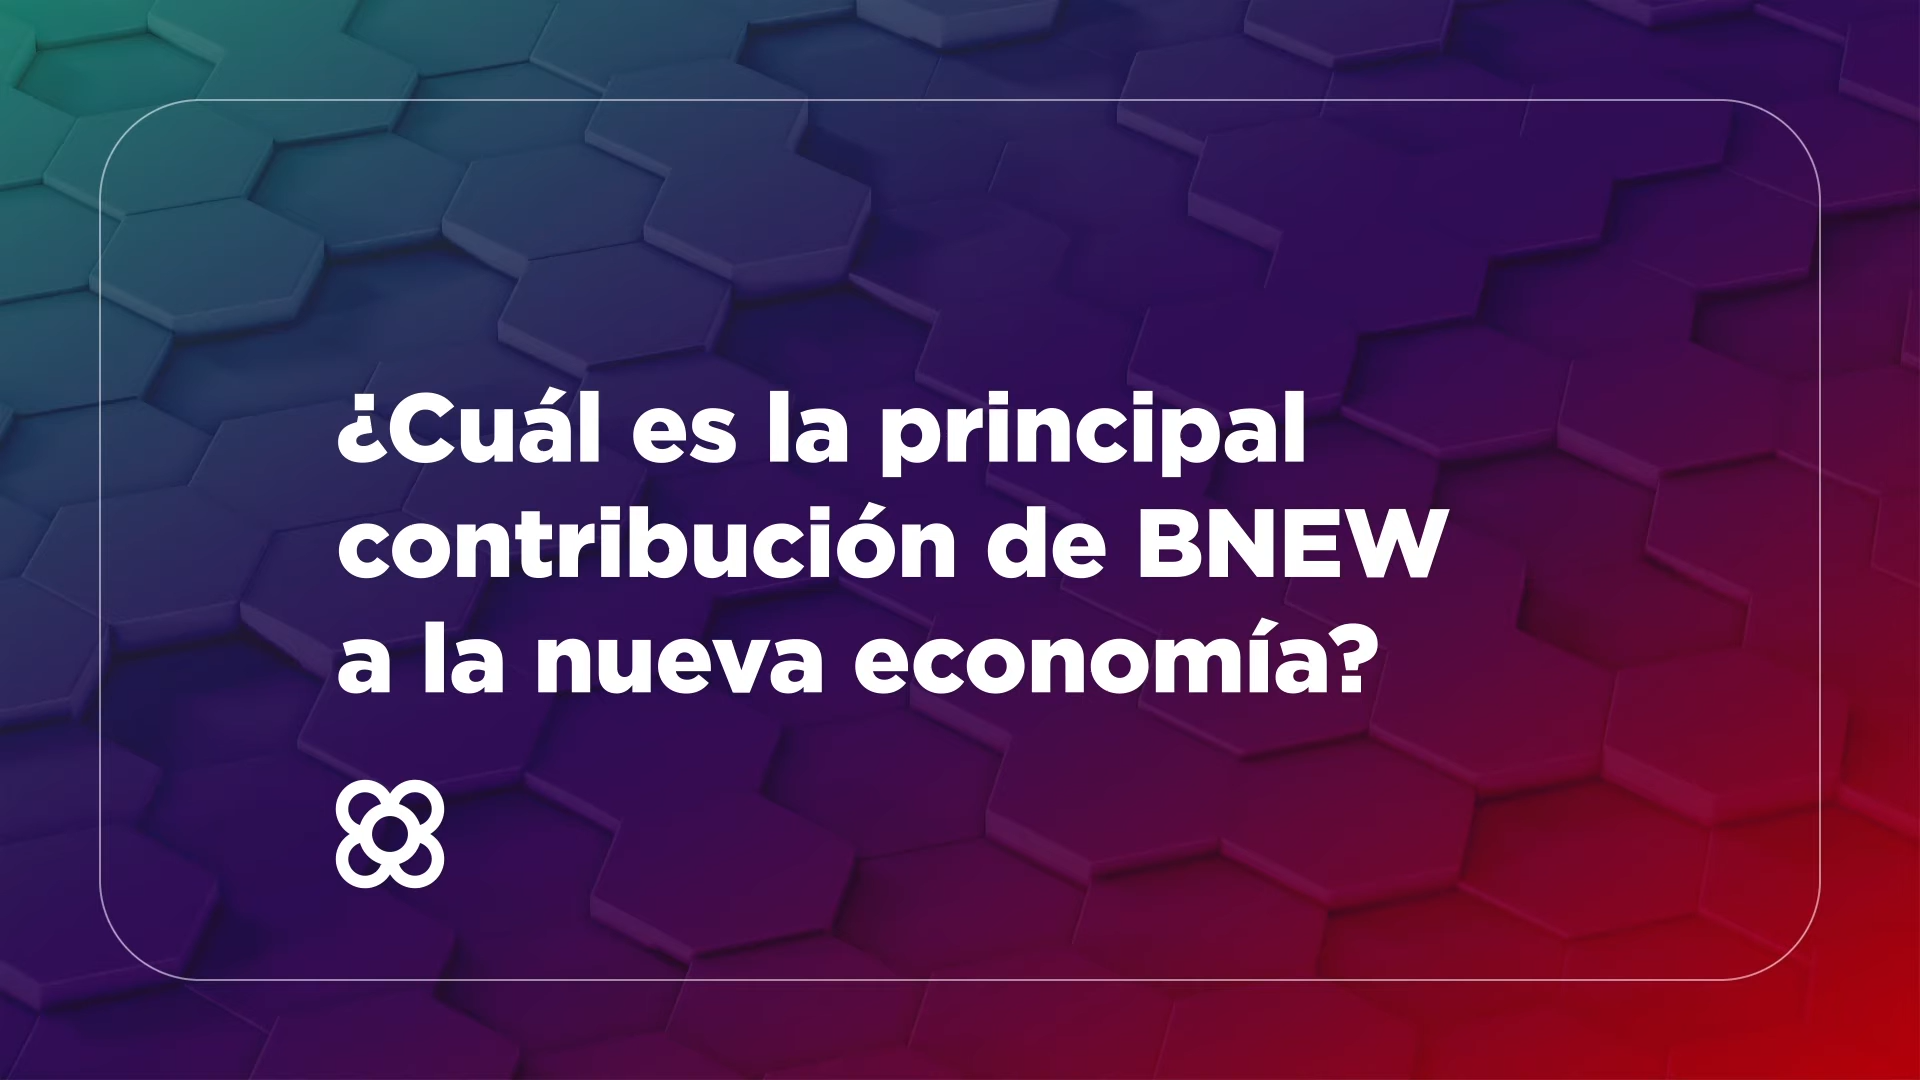 ¿Cuál es la principal
contribución de BNEW
a la nueva economía?